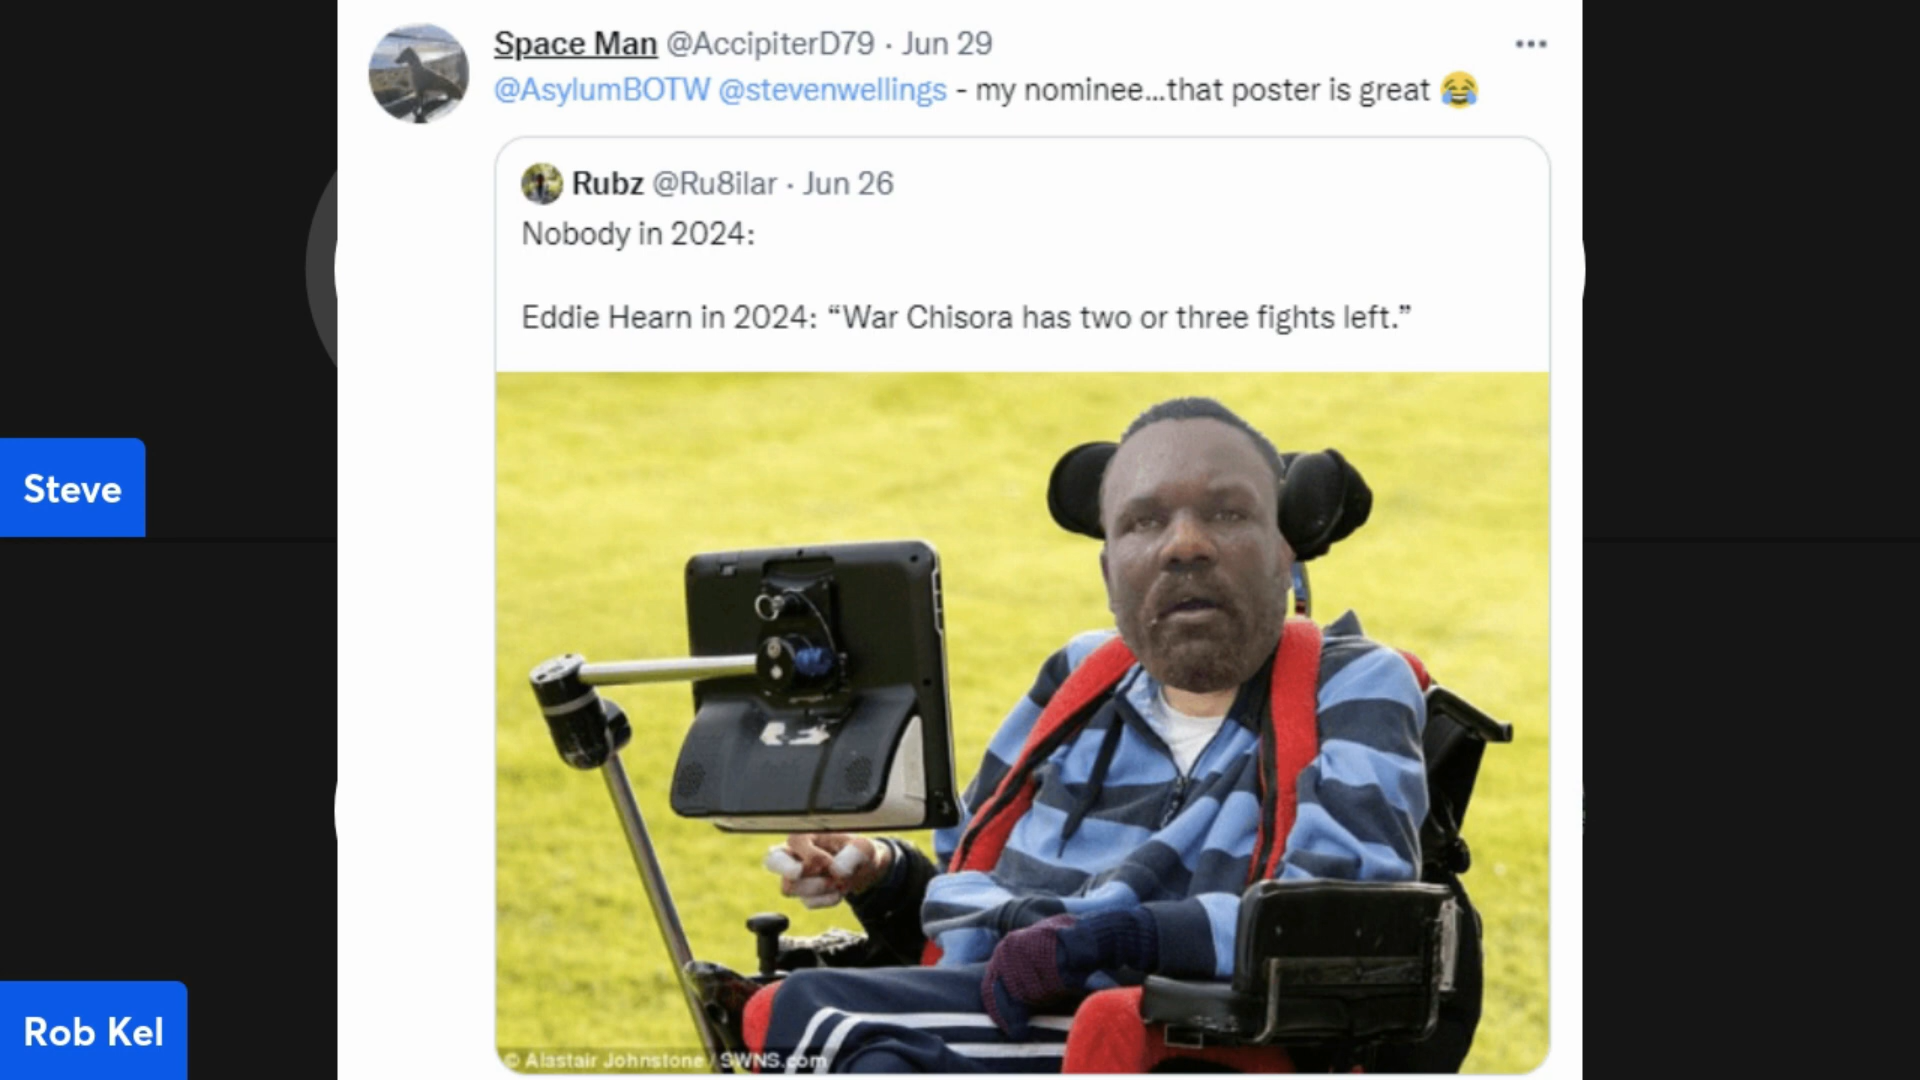 Space Man @AccipiterD79 · Jun 29
@AsylumBOTW @stevenwellings - my nominee...that poster is great 😂
Rubz @Ru8ilar · Jun 26
Nobody in 2024:
Eddie Hearn in 2024: “War Chisora has two or three fights left.”
Steve
Rob Kel
© Alastair Johnstone / SWNS.com